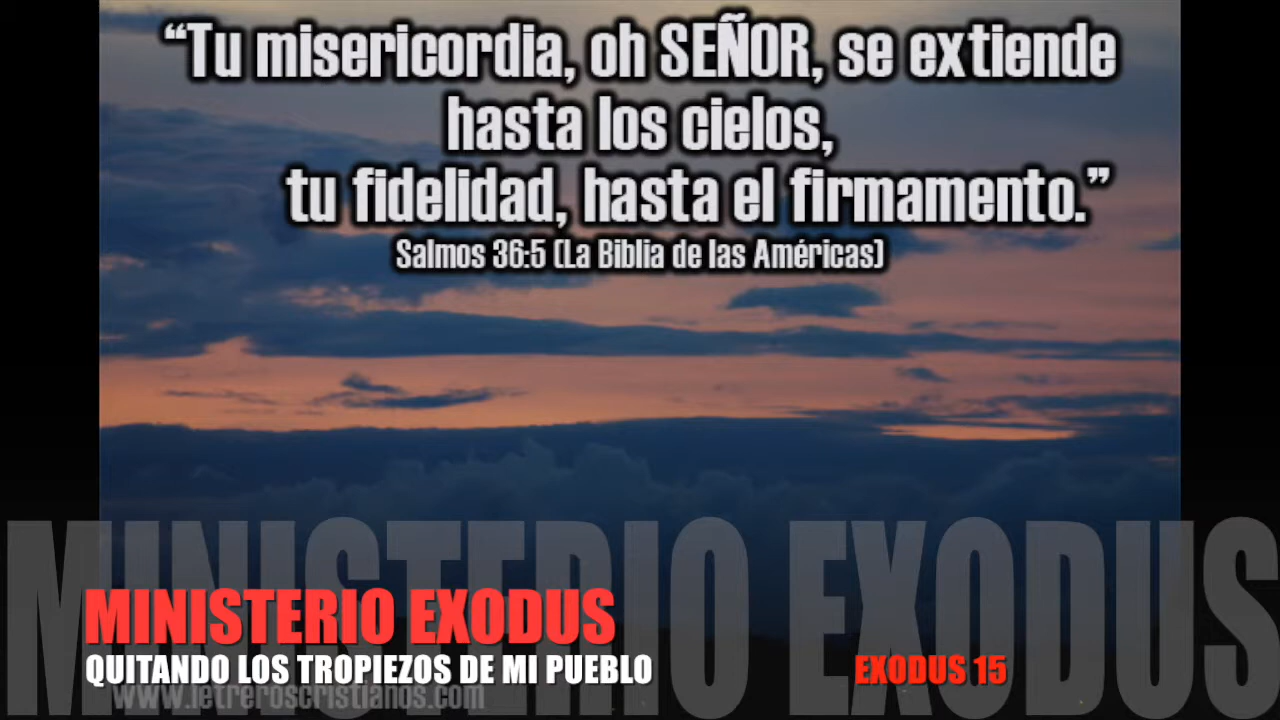 “Tu misericordia, oh SEÑOR, se extiende
hasta los cielos,
tu fidelidad, hasta el firmamento.”
Salmos 36:5 (La Biblia de las Américas)
MINISTERIO EXODUS
MINISTERIO EXODUS
QUITANDO LOS TROPIEZOS DE MI PUEBLO EXODUS 15
www.letreroscristianos.com